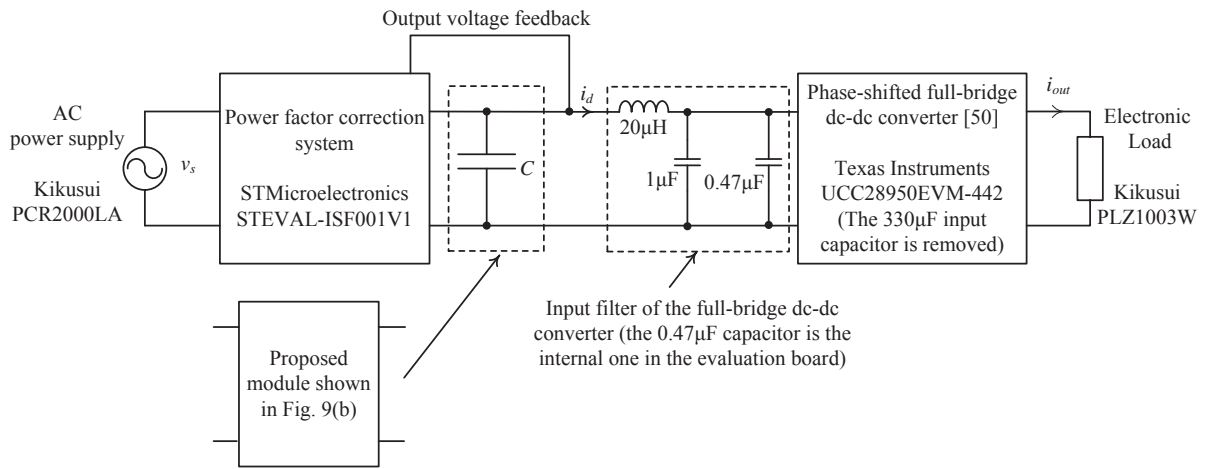 Output voltage feedback
AC
power supply
Kikusui
PCR2000LA
vs
Power factor correction
system
STMicroelectronics
STEVAL-ISF001V1
C
id
20μH
1μF
0.47μF
Phase-shifted full-bridge
dc-dc converter [50]
Texas Instruments
UCC28950EVM-442
(The 330μF input
capacitor is removed)
iout
Electronic
Load
Kikusui
PLZ1003W
Proposed
module shown
in Fig. 9(b)
Input filter of the full-bridge dc-dc
converter (the 0.47μF capacitor is the
internal one in the evaluation board)